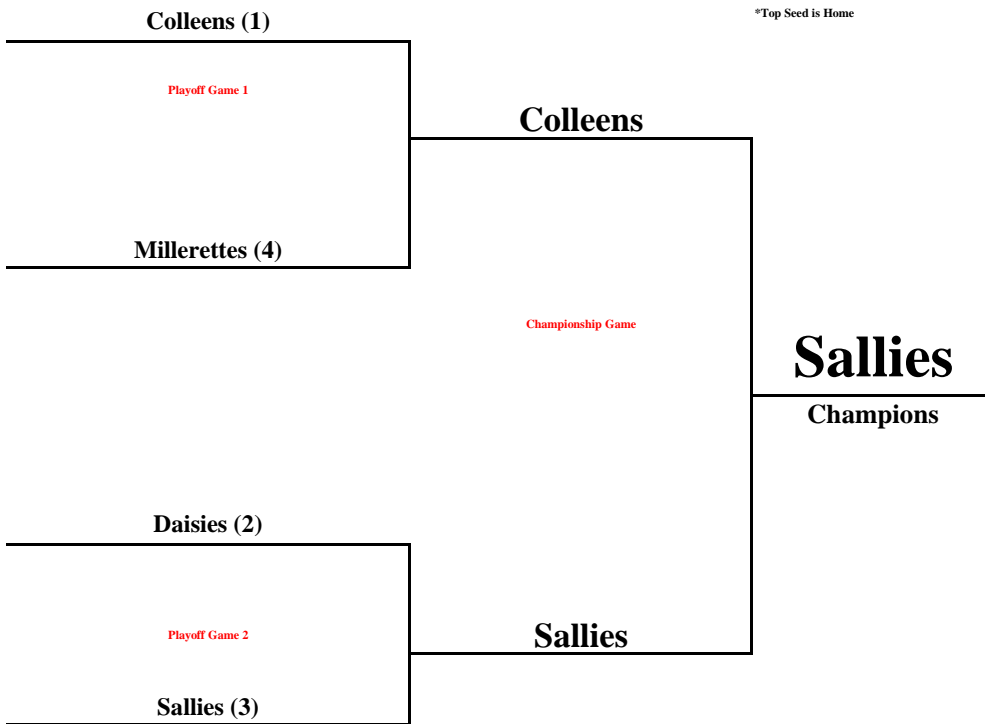 Colleens (1)
*Top Seed is Home
Playoff Game 1
Colleens
Millerettes (4)
Championship Game
Sallies
Champions
Daisies (2)
Playoff Game 2
Sallies
Sallies (3)